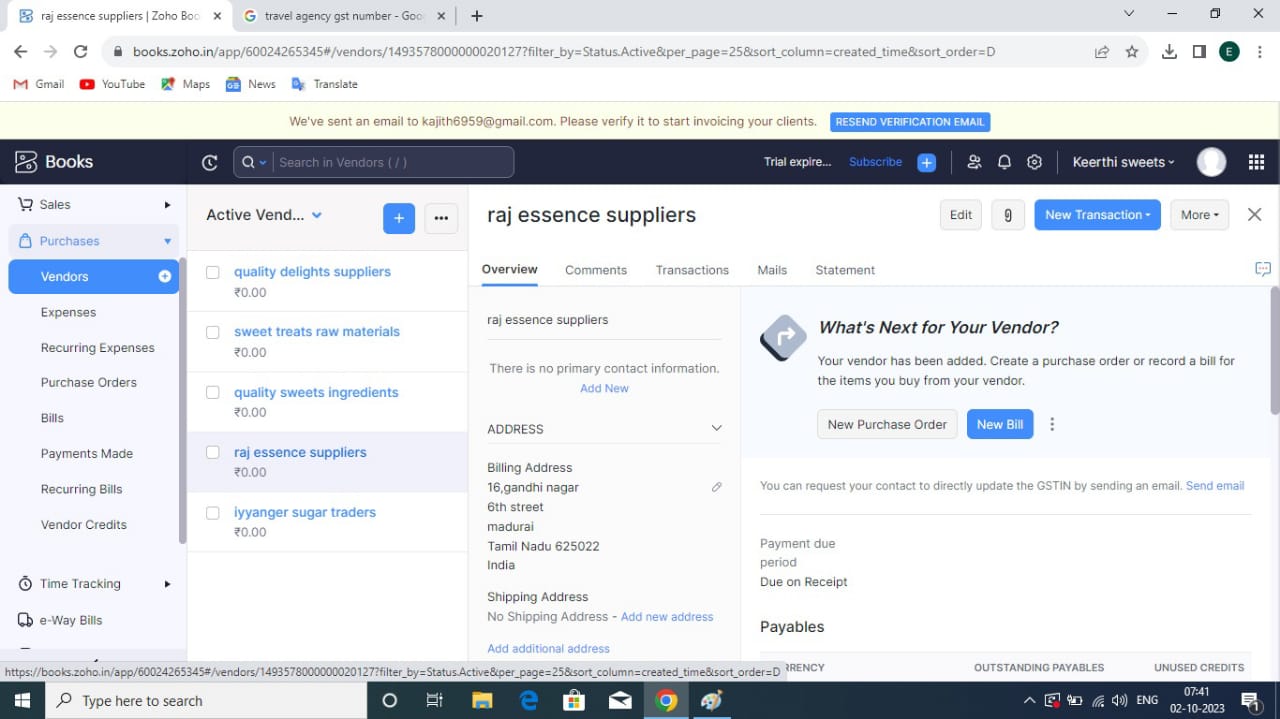 raj essence suppliers | Zoho Boo
travel agency gst number - Goo
books.zoho.in/app/60024265345#/vendors/1493578000000020127?filter_by=Status.Active&per_page=25&sort_column=created_time&sort_order=D
E
Gmail
YouTube
Maps
News
Translate
We've sent an email to kajith6959@gmail.com. Please verify it to start invoicing your clients. RESEND VERIFICATION EMAIL
Books
Search in Vendors ( / )
Trial expire...
Subscribe
Keerthi sweets
Sales
Purchases
Vendors
Expenses
Recurring Expenses
Purchase Orders
Bills
Payments Made
Recurring Bills
Vendor Credits
Time Tracking
e-Way Bills
Active Vend...
quality delights suppliers
₹0.00
sweet treats raw materials
₹0.00
quality sweets ingredients
₹0.00
raj essence suppliers
₹0.00
iyyanger sugar traders
₹0.00
raj essence suppliers
Edit
New Transaction
More
Overview
Comments
Transactions
Mails
Statement
raj essence suppliers
There is no primary contact information.
Add New
ADDRESS
Billing Address
16,gandhi nagar
6th street
madurai
Tamil Nadu 625022
India
Shipping Address
No Shipping Address - Add new address
Add additional address
What's Next for Your Vendor?
Your vendor has been added. Create a purchase order or record a bill for
the items you buy from your vendor.
New Purchase Order
New Bill
You can request your contact to directly update the GSTIN by sending an email. Send email
Payment due
period
Due on Receipt
Payables
RRENCY
OUTSTANDING PAYABLES
UNUSED CREDITS
https://books.zoho.in/app/60024265345#/vendors/1493578000000020127?filter_by=Status.Active&per_page=25&sort_column=created_time&sort_order=D
Type here to search
ENG
07:41
02-10-2023
1